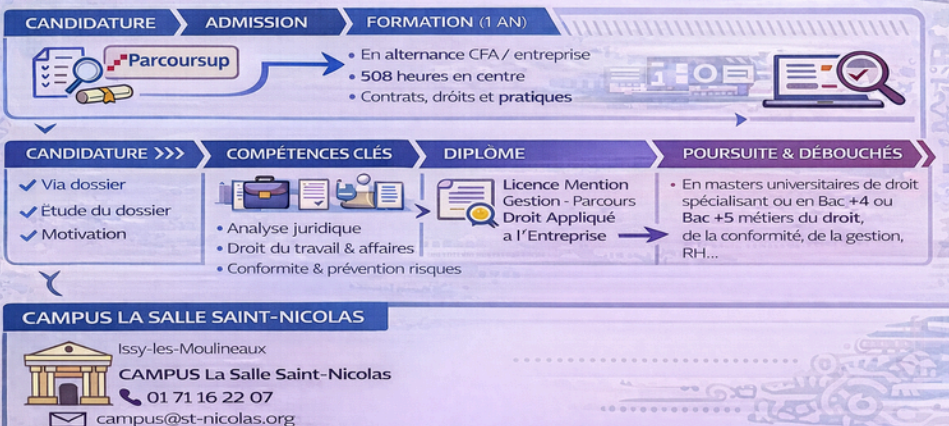 CANDIDATURE
ADMISSION
FORMATION (1 AN)
Parcoursup
• En alternance CFA / entreprise
• 508 heures en centre
• Contrats, dróits et pratiques
CANDIDATURE >>>
Via dossier
Étude du dossier
Motivation
COMPÉTENCES CLÉS
• Analyse juridique
• Droit du travail & affaires
• Conformite & prévention risques
DIPLÔME
Licence Mention
Gestion - Parcours
Droit Appliqué
a l'Entreprise
POURSUITE & DÉBOUCHÉS
• En masters universitaires de droit
spécialisant ou en Bac +4 ou
Bac +5 métiers du droit,
de la conformité, de la gestion,
RH...
CAMPUS LA SALLE SAINT-NICOLAS
Issy-les-Moulineaux
CAMPUS La Salle Saint-Nicolas
01 71 16 22 07
campus@st-nicolas.org